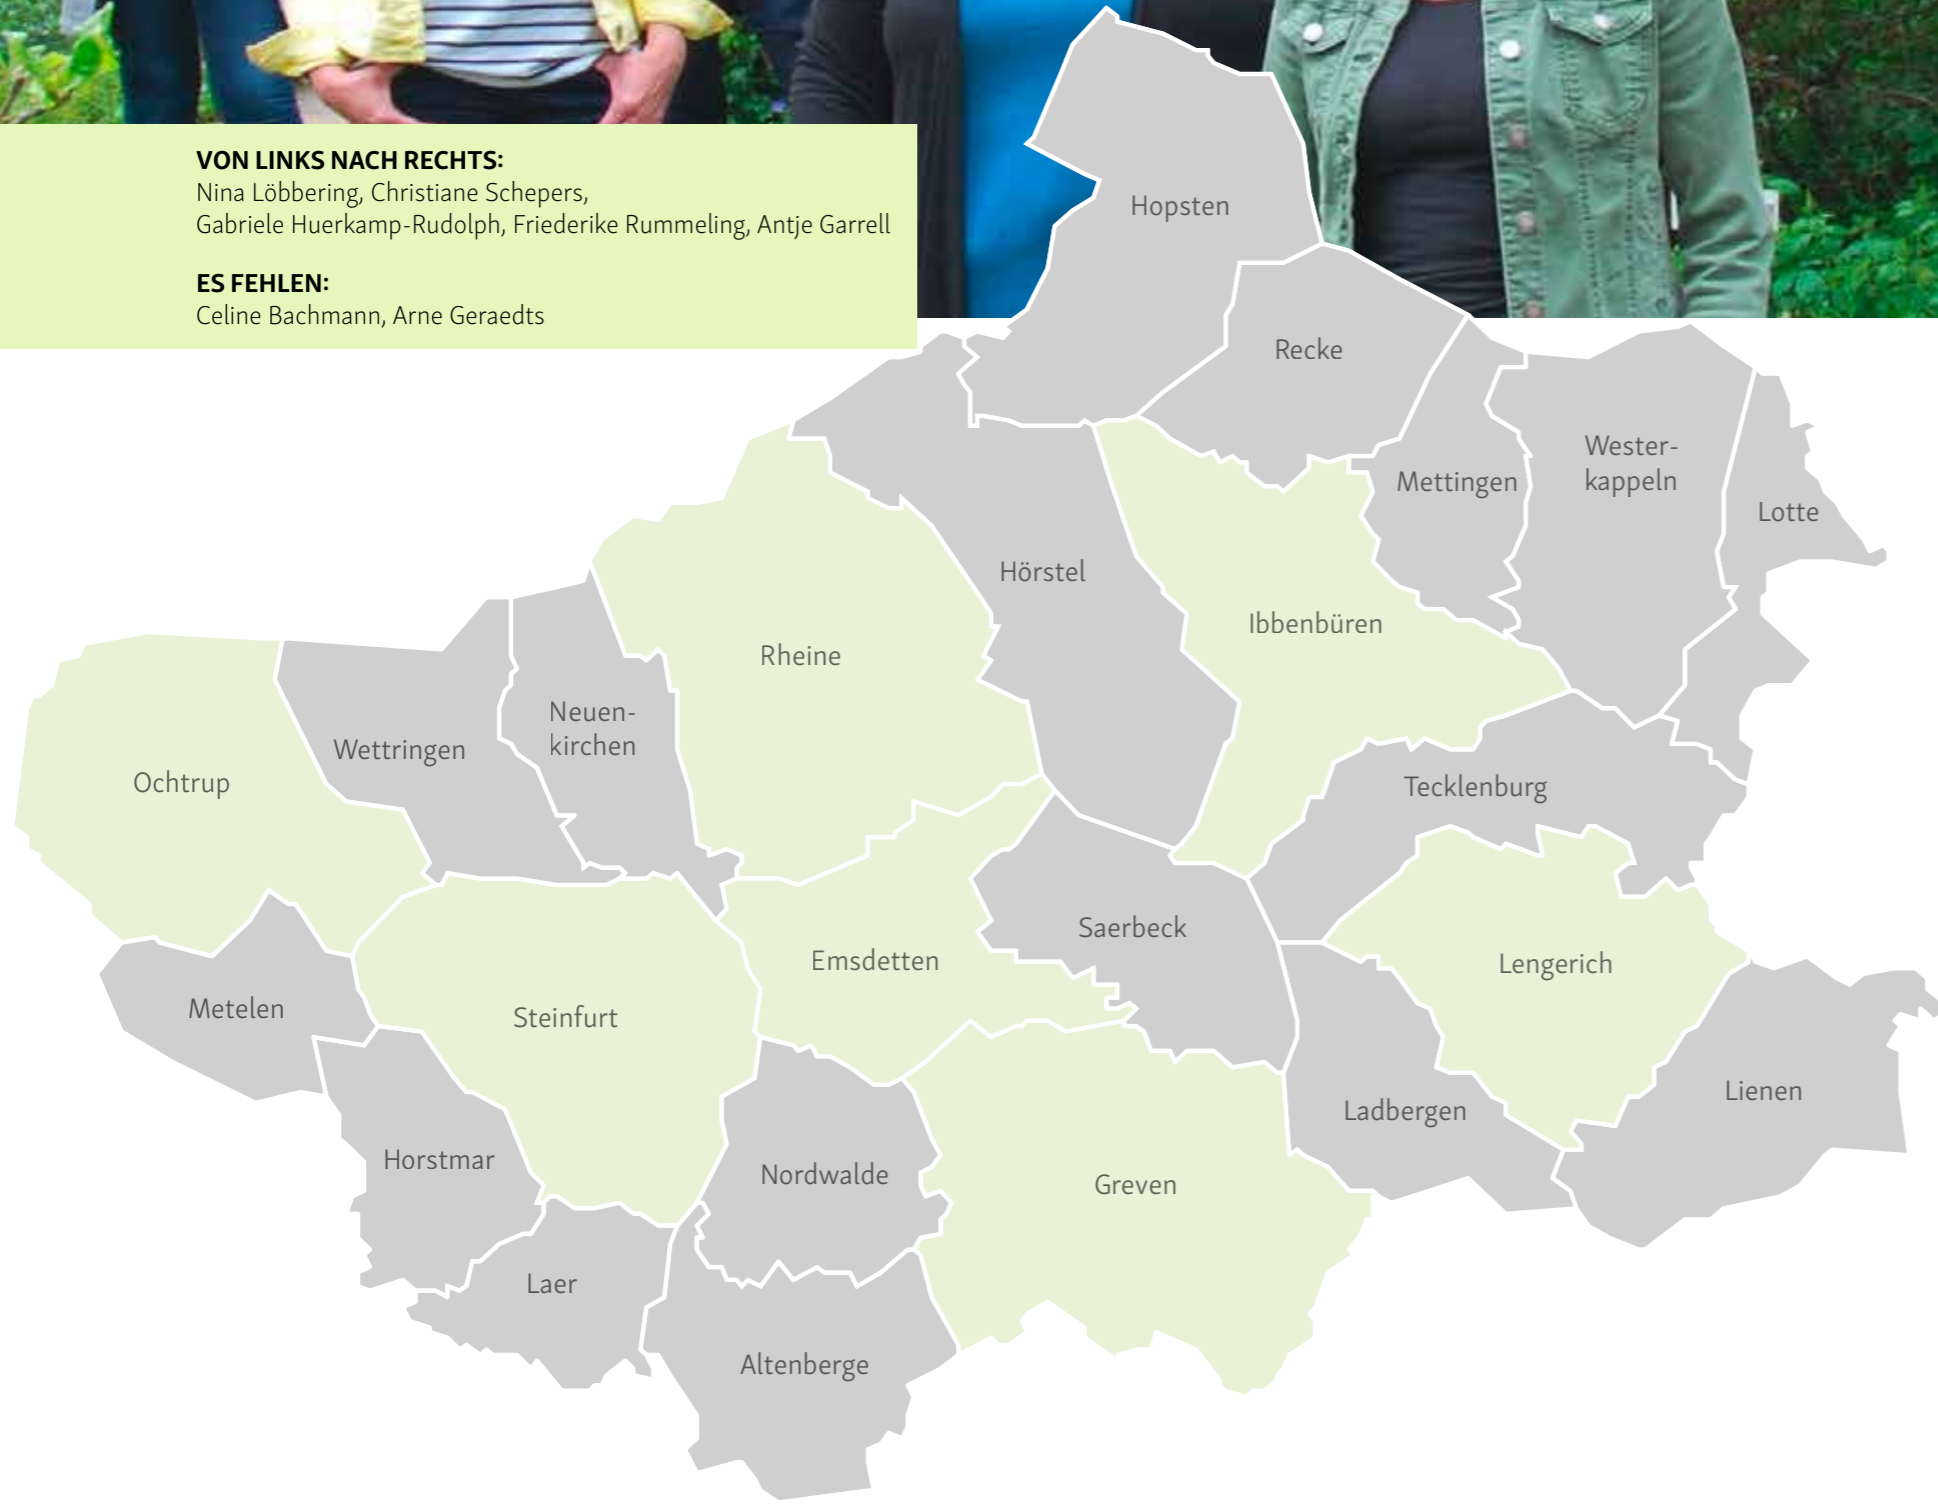 VON LINKS NACH RECHTS:
Nina Löbbering, Christiane Schepers,
Gabriele Huerkamp-Rudolph, Friederike Rummeling, Antje Garrell
ES FEHLEN:
Celine Bachmann, Arne Geraedts
Hopsten
Recke
Wester-
kappeln
Mettingen
Lotte
Hörstel
Ibbenbüren
Rheine
Neuen-
kirchen
Wettringen
Ochtrup
Tecklenburg
Saerbeck
Emsdetten
Lengerich
Metelen
Steinfurt
Lienen
Ladbergen
Horstmar
Nordwalde
Greven
Laer
Altenberge